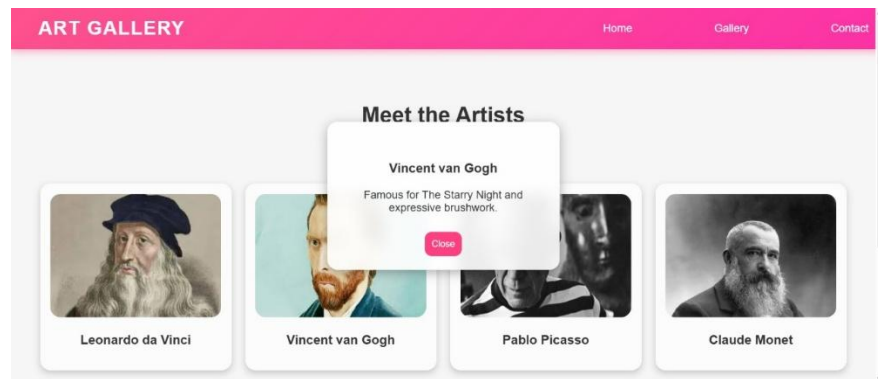 ART GALLERY
Home
Gallery
Contact
Meet the Artists
Vincent van Gogh
Famous for The Starry Night and
expressive brushwork.
Close
Leonardo da Vinci
Vincent van Gogh
Pablo Picasso
Claude Monet